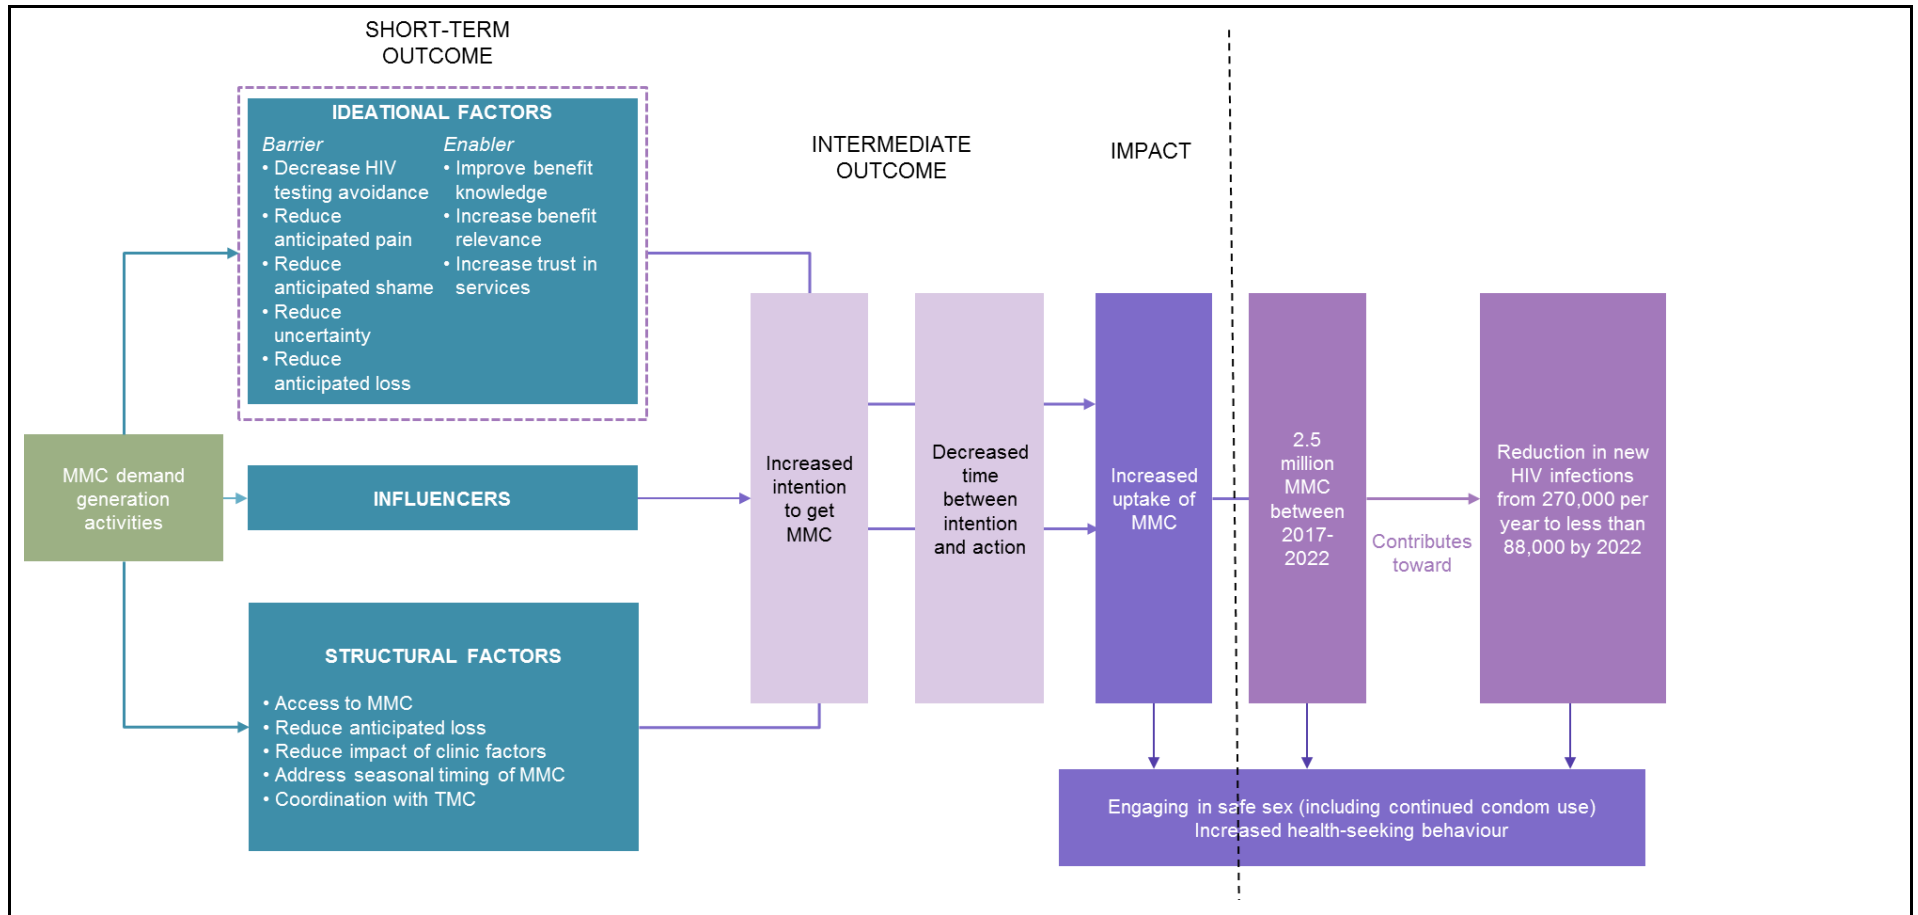 SHORT-TERM
OUTCOME
IDEATIONAL FACTORS
Barrier
• Decrease HIV
testing avoidance
• Reduce
anticipated pain
• Reduce
anticipated shame
• Reduce
uncertainty
• Reduce
anticipated loss
Enabler
• Improve benefit
knowledge
• Increase benefit
relevance
• Increase trust in
services
MMC demand
generation
activities
INFLUENCERS
STRUCTURAL FACTORS
• Access to MMC
• Reduce anticipated loss
• Reduce impact of clinic factors
• Address seasonal timing of MMC
• Coordination with TMC
INTERMEDIATE
OUTCOME
Increased
intention
to get
MMC
Decreased
time
between
intention
and action
IMPACT
Increased
uptake of
MMC
2.5
million
MMC
between
2017-
2022
Contributes
toward
Reduction in new
HIV infections
from 270,000 per
year to less than
88,000 by 2022
Engaging in safe sex (including continued condom use)
Increased health-seeking behaviour